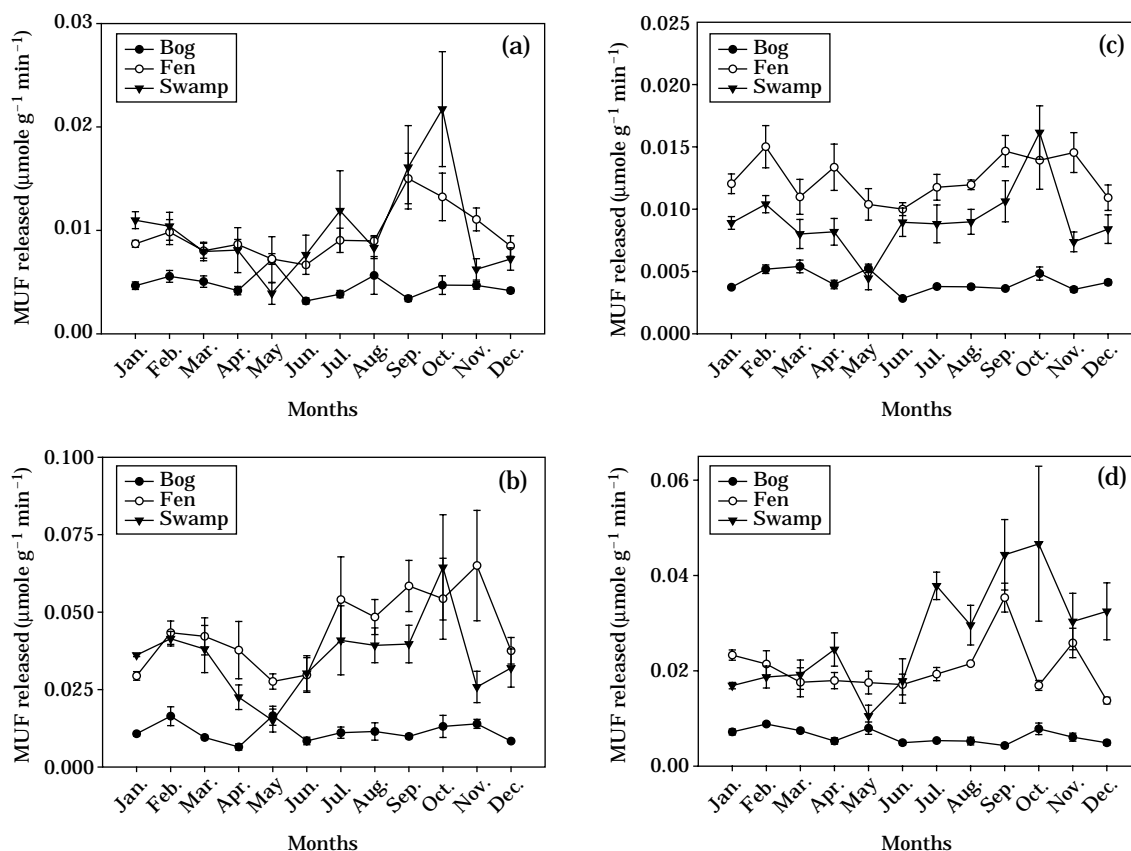 (a)
Bog
Fen
Swamp
MUF released (µmole g⁻¹ min⁻¹)
0.03
0.02
0.01
0.00
Jan. Feb. Mar. Apr. May Jun. Jul. Aug. Sep. Oct. Nov. Dec.
Months
(c)
Bog
Fen
Swamp
MUF released (µmole g⁻¹ min⁻¹)
0.025
0.020
0.015
0.010
0.005
0.000
Jan. Feb. Mar. Apr. May Jun. Jul. Aug. Sep. Oct. Nov. Dec.
Months
(b)
Bog
Fen
Swamp
MUF released (µmole g⁻¹ min⁻¹)
0.100
0.075
0.050
0.025
0.000
Jan. Feb. Mar. Apr. May Jun. Jul. Aug. Sep. Oct. Nov. Dec.
Months
(d)
Bog
Fen
Swamp
MUF released (µmole g⁻¹ min⁻¹)
0.06
0.04
0.02
0.00
Jan. Feb. Mar. Apr. May Jun. Jul. Aug. Sep. Oct. Nov. Dec.
Months